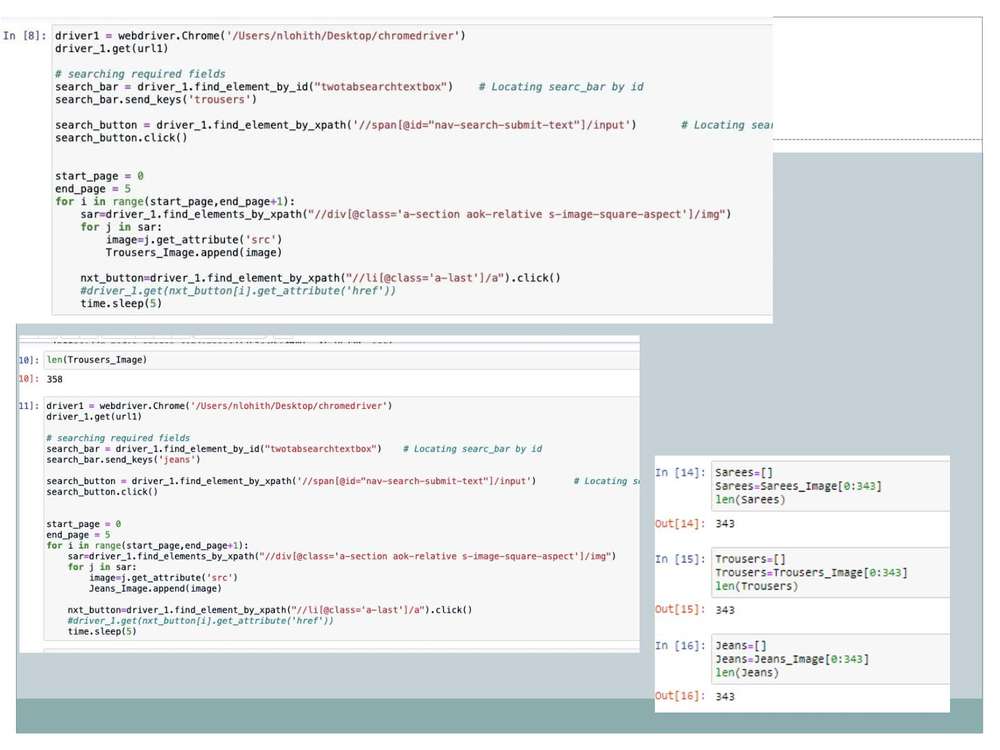 In [8]: driver1 = webdriver.Chrome('/Users/nlohith/Desktop/chromedriver')
driver_1.get(url1)
# searching required fields
search_bar = driver_1.find_element_by_id("twotabsearchtextbox")    # Locating searc_bar by id
search_bar.send_keys('trousers')
search_button = driver_1.find_element_by_xpath('//span[@id="nav-search-submit-text"]/input')       # Locating
search_button.click()
start_page = 0
end_page = 5
for i in range(start_page,end_page+1):
    sar=driver_1.find_elements_by_xpath("//div[@class='a-section aok-relative s-image-square-aspect']/img")
    for j in sar:
        image=j.get_attribute('src')
        Trousers_Image.append(image)
    nxt_button=driver_1.find_element_by_xpath("//li[@class='a-last']/a").click()
    #driver_1.get(nxt_button[i].get_attribute('href'))
    time.sleep(5)
10]: len(Trousers_Image)
10]: 358
11]: driver1 = webdriver.Chrome('/Users/nlohith/Desktop/chromedriver')
driver_1.get(url1)
# searching required fields
search_bar = driver_1.find_element_by_id("twotabsearchtextbox")    # Locating searc_bar by id
search_bar.send_keys('jeans')
search_button = driver_1.find_element_by_xpath('//span[@id="nav-search-submit-text"]/input')       # Locating
search_button.click()
start_page = 0
end_page = 5
for i in range(start_page,end_page+1):
    sar=driver_1.find_elements_by_xpath("//div[@class='a-section aok-relative s-image-square-aspect']/img")
    for j in sar:
        image=j.get_attribute('src')
        Jeans_Image.append(image)
    nxt_button=driver_1.find_element_by_xpath("//li[@class='a-last']/a").click()
    #driver_1.get(nxt_button[i].get_attribute('href'))
    time.sleep(5)
In [14]: Sarees=[]
Sarees=Sarees_Image[0:343]
len(Sarees)
Out[14]: 343
In [15]: Trousers=[]
Trousers=Trousers_Image[0:343]
len(Trousers)
Out[15]: 343
In [16]: Jeans=[]
Jeans=Jeans_Image[0:343]
len(Jeans)
Out[16]: 343